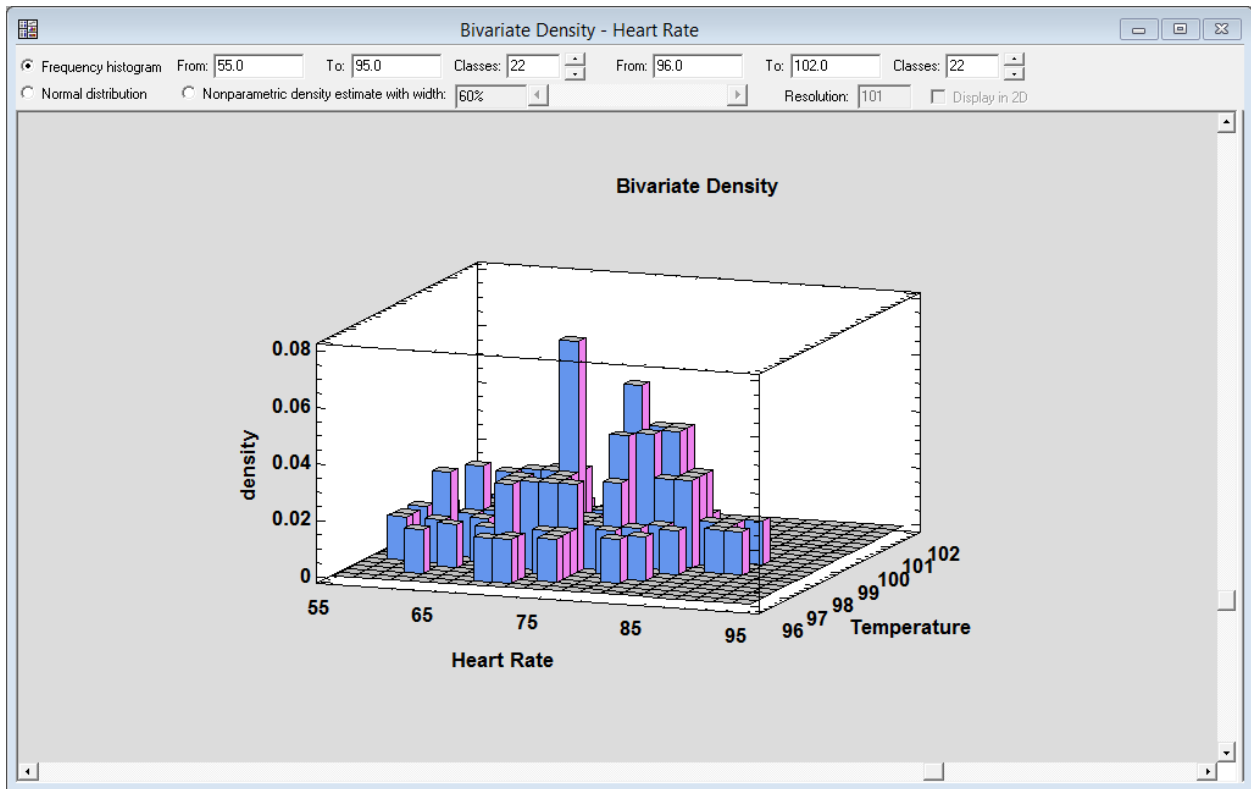 Bivariate Density - Heart Rate
Frequency histogram From: 55.0 To: 95.0 Classes: 22 From: 96.0 To: 102.0 Classes: 22
Normal distribution Nonparametric density estimate with width: 60% Resolution: 101 Display in 2D
Bivariate Density
0.08
0.06
0.04
0.02
0
density
55
65
75
85
95
Heart Rate
96
97
98
99
100
101
102
Temperature